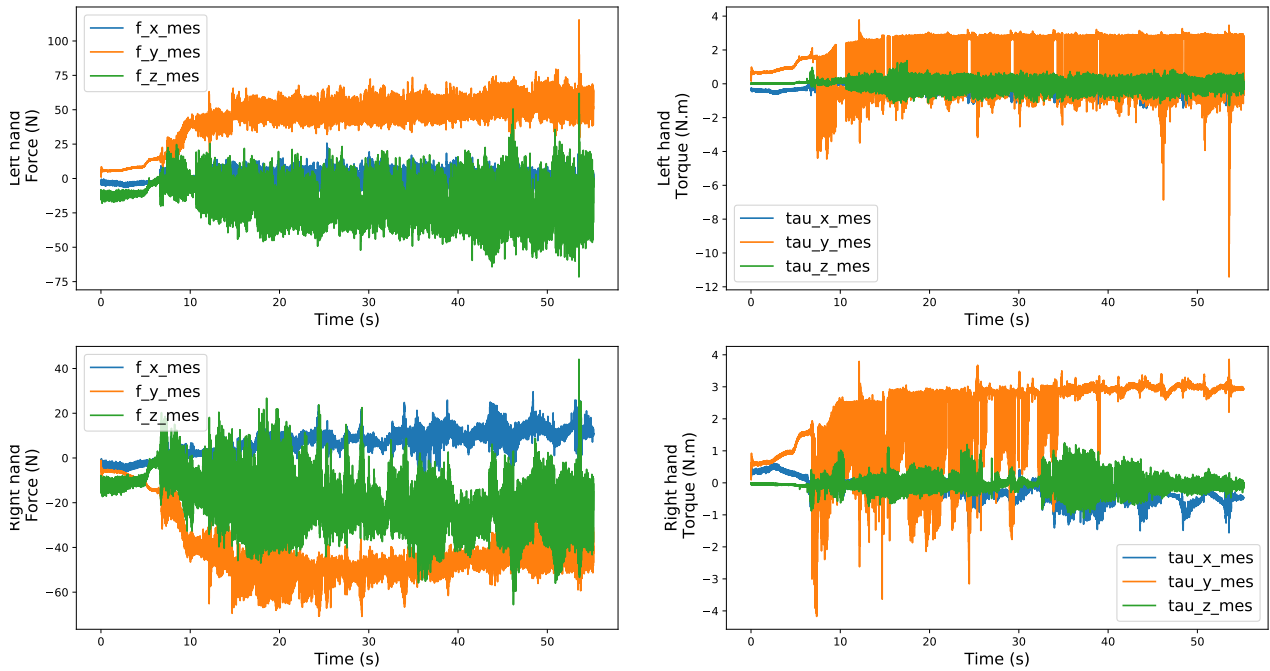 f_x_mes
f_y_mes
f_z_mes
100
75
50
25
0
−25
−50
−75
Left hand
Force (N)
0
10
20
30
40
50
Time (s)
4
2
0
−2
−4
−6
−8
−10
−12
Left hand
Torque (N.m)
tau_x_mes
tau_y_mes
tau_z_mes
0
10
20
30
40
50
Time (s)
f_x_mes
f_y_mes
f_z_mes
40
20
0
−20
−40
−60
Right hand
Force (N)
0
10
20
30
40
50
Time (s)
4
3
2
1
0
−1
−2
−3
−4
Right hand
Torque (N.m)
tau_x_mes
tau_y_mes
tau_z_mes
0
10
20
30
40
50
Time (s)